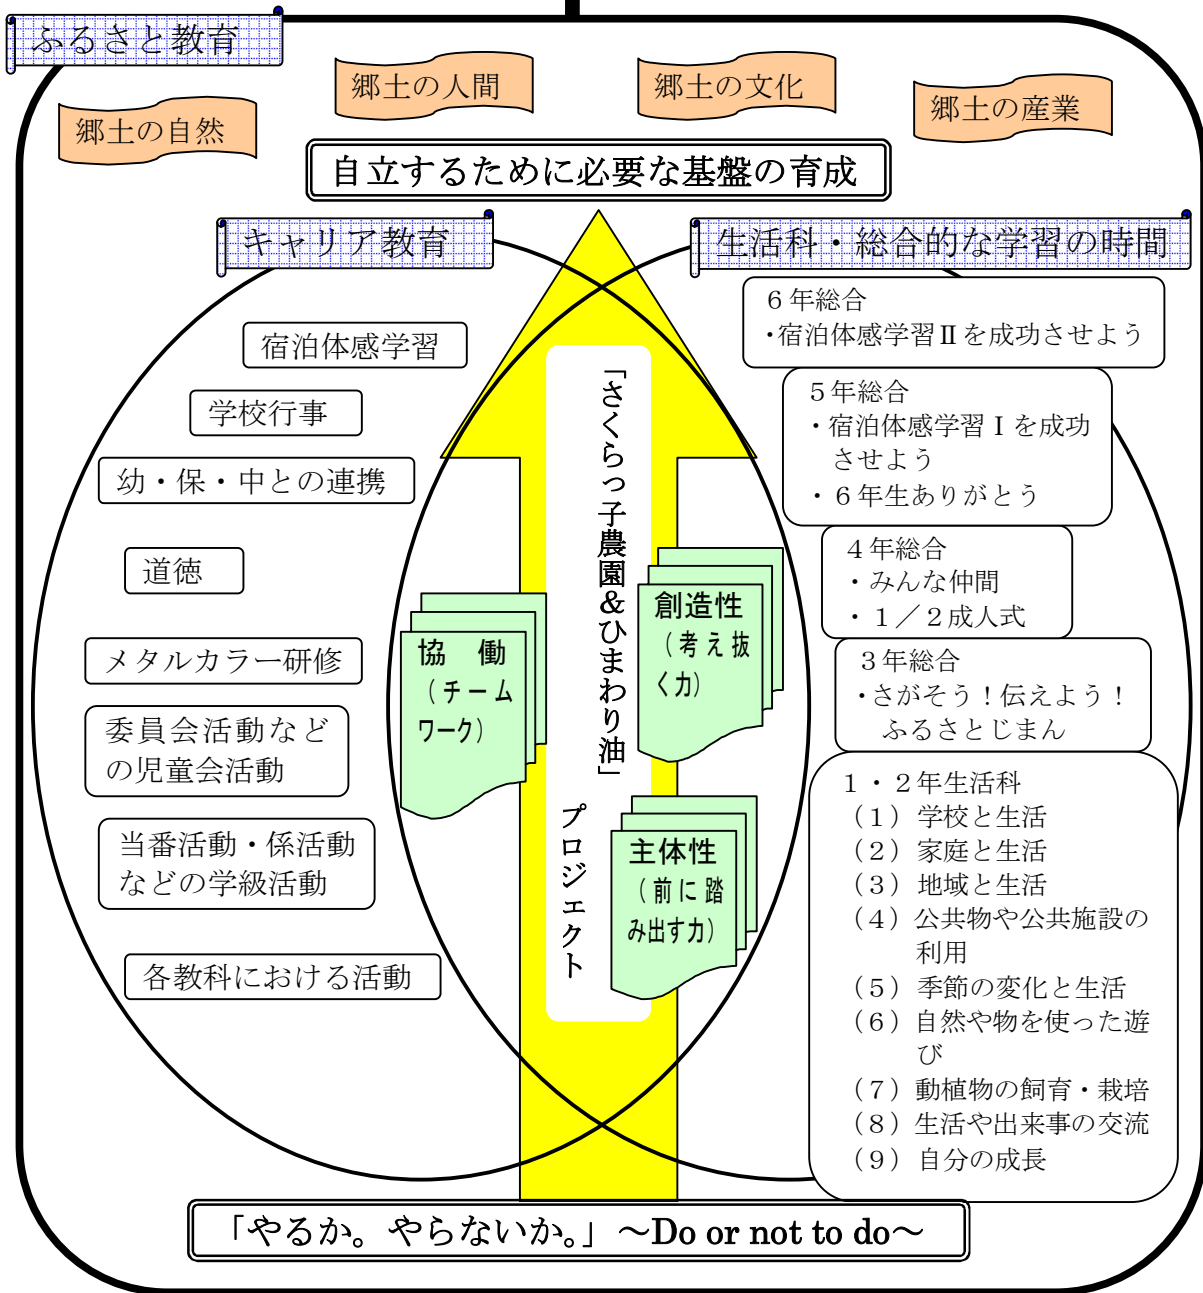 ふるさと教育
郷土の自然
郷土の人間
郷土の文化
郷土の産業
自立するために必要な基盤の育成
キャリア教育
生活科・総合的な学習の時間
宿泊体感学習
学校行事
幼・保・中との連携
道徳
メタルカラー研修
委員会活動など
の児童会活動
当番活動・係活動
などの学級活動
各教科における活動
「さくらっ子農園＆ひまわり油」
プロジェクト
協　働
（チーム
ワーク）
創造性
（考え抜
く力）
主体性
（前に踏
み出す力）
６年総合
・宿泊体感学習Ⅱを成功させよう
５年総合
・宿泊体感学習Ⅰを成功
させよう
・６年生ありがとう
４年総合
・みんな仲間
・１／２成人式
３年総合
・さがそう！伝えよう！
ふるさとじまん
１・２年生活科
（１）学校と生活
（２）家庭と生活
（３）地域と生活
（４）公共物や公共施設の
利用
（５）季節の変化と生活
（６）自然や物を使った遊
び
（７）動植物の飼育・栽培
（８）生活や出来事の交流
（９）自分の成長
「やるか。やらないか。」～Do or not to do～